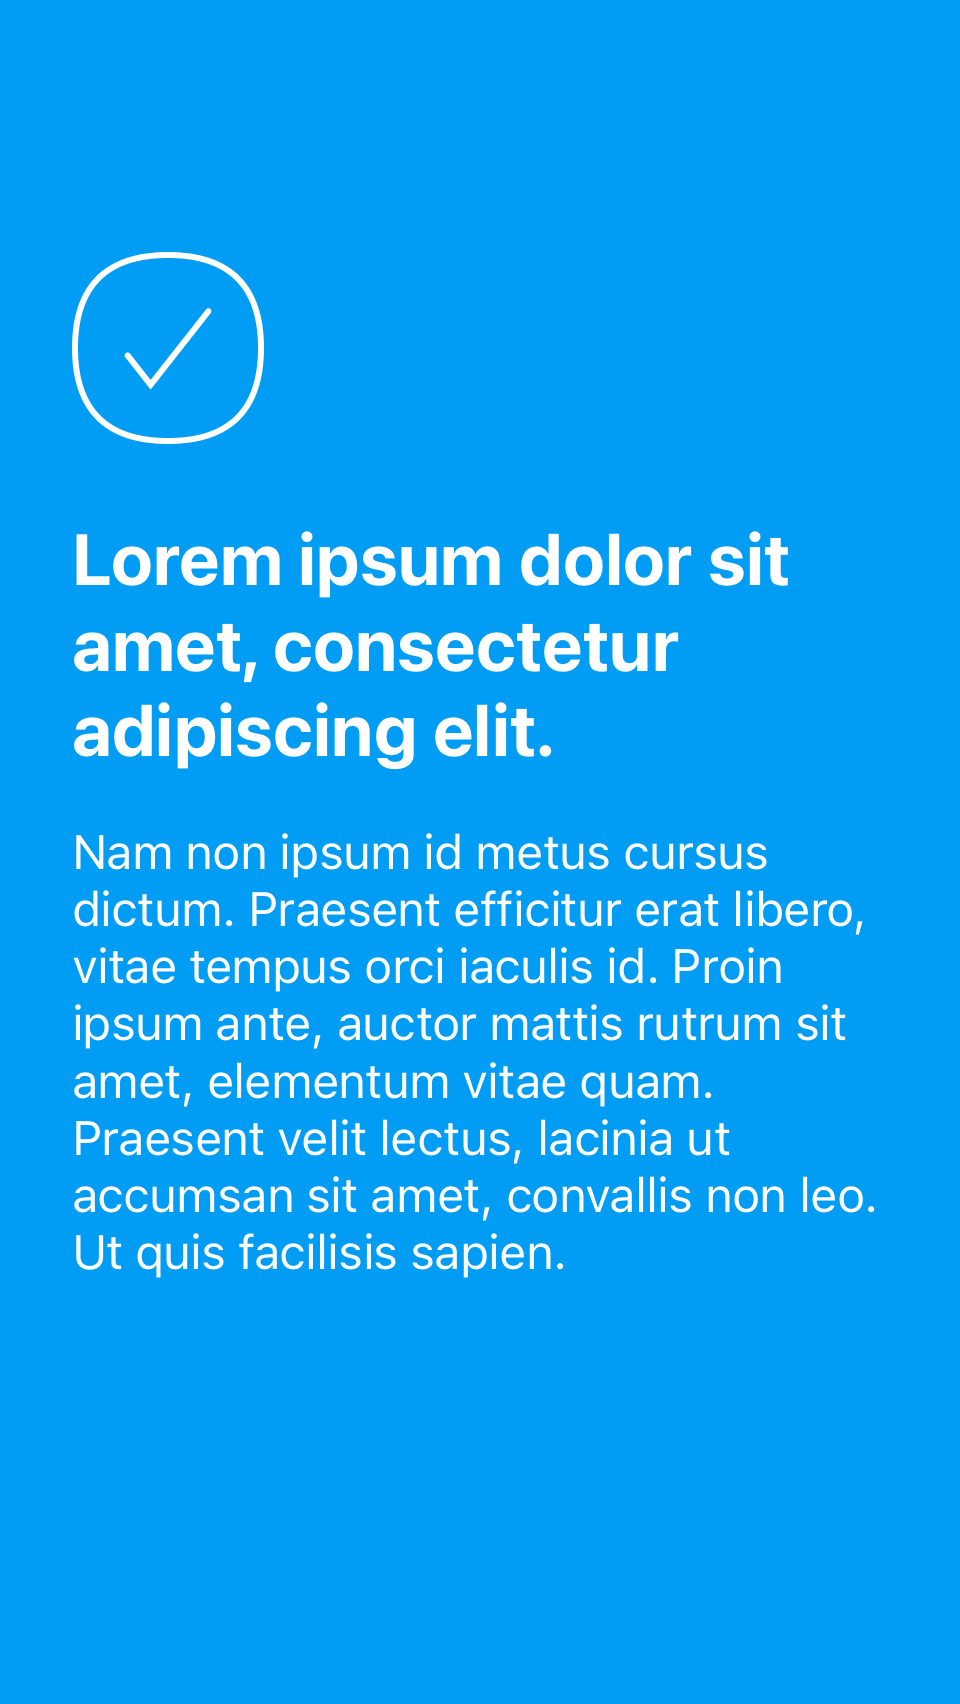 Lorem ipsum dolor sit
amet, consectetur
adipiscing elit.
Nam non ipsum id metus cursus
dictum. Praesent efficitur erat libero,
vitae tempus orci iaculis id. Proin
ipsum ante, auctor mattis rutrum sit
amet, elementum vitae quam.
Praesent velit lectus, lacinia ut
accumsan sit amet, convallis non leo.
Ut quis facilisis sapien.